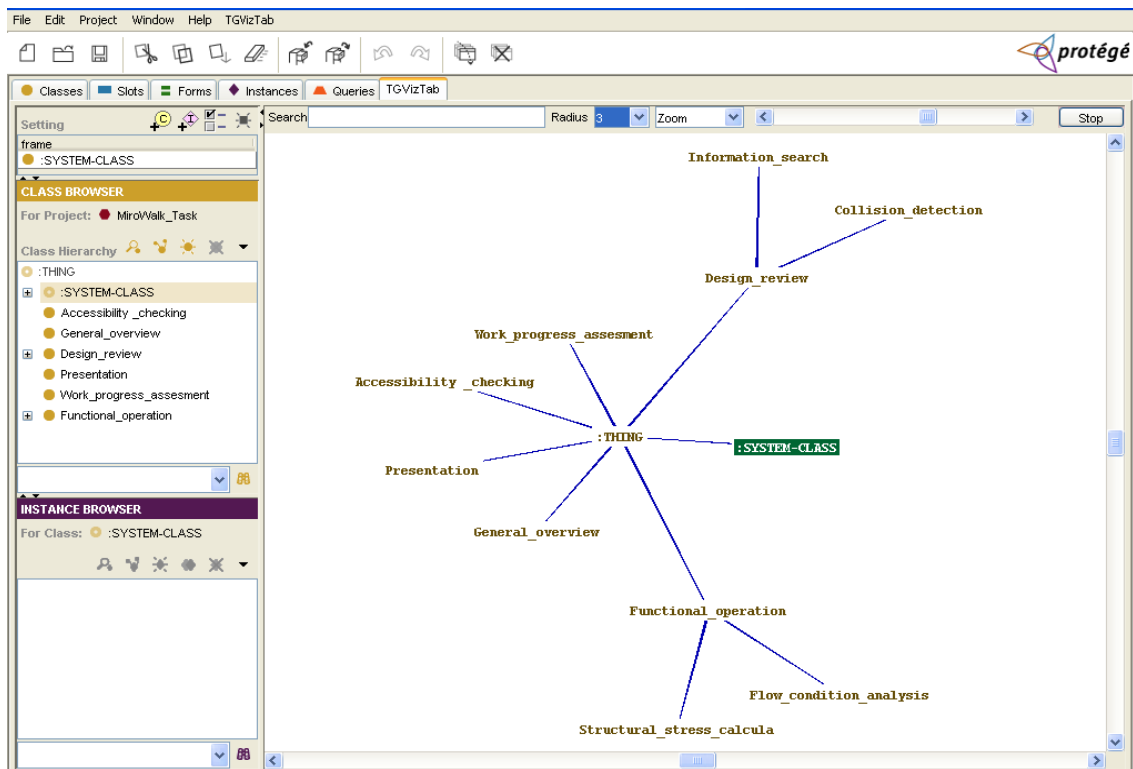 File Edit Project Window Help TGVizTab
protégé
Classes Slots Forms Instances Queries TGVizTab
Setting
Search Radius 3 Zoom Stop
frame
:SYSTEM-CLASS
CLASS BROWSER
For Project: MiroWalk_Task
Class Hierarchy
:THING
:SYSTEM-CLASS
Accessibility _checking
General_overview
Design_review
Presentation
Work_progress_assesment
Functional_operation
INSTANCE BROWSER
For Class: :SYSTEM-CLASS
Information_search
Collision_detection
Design_review
Work_progress_assesment
Accessibility _checking
:THING
:SYSTEM-CLASS
Presentation
General_overview
Functional_operation
Flow_condition_analysis
Structural_stress_calcula